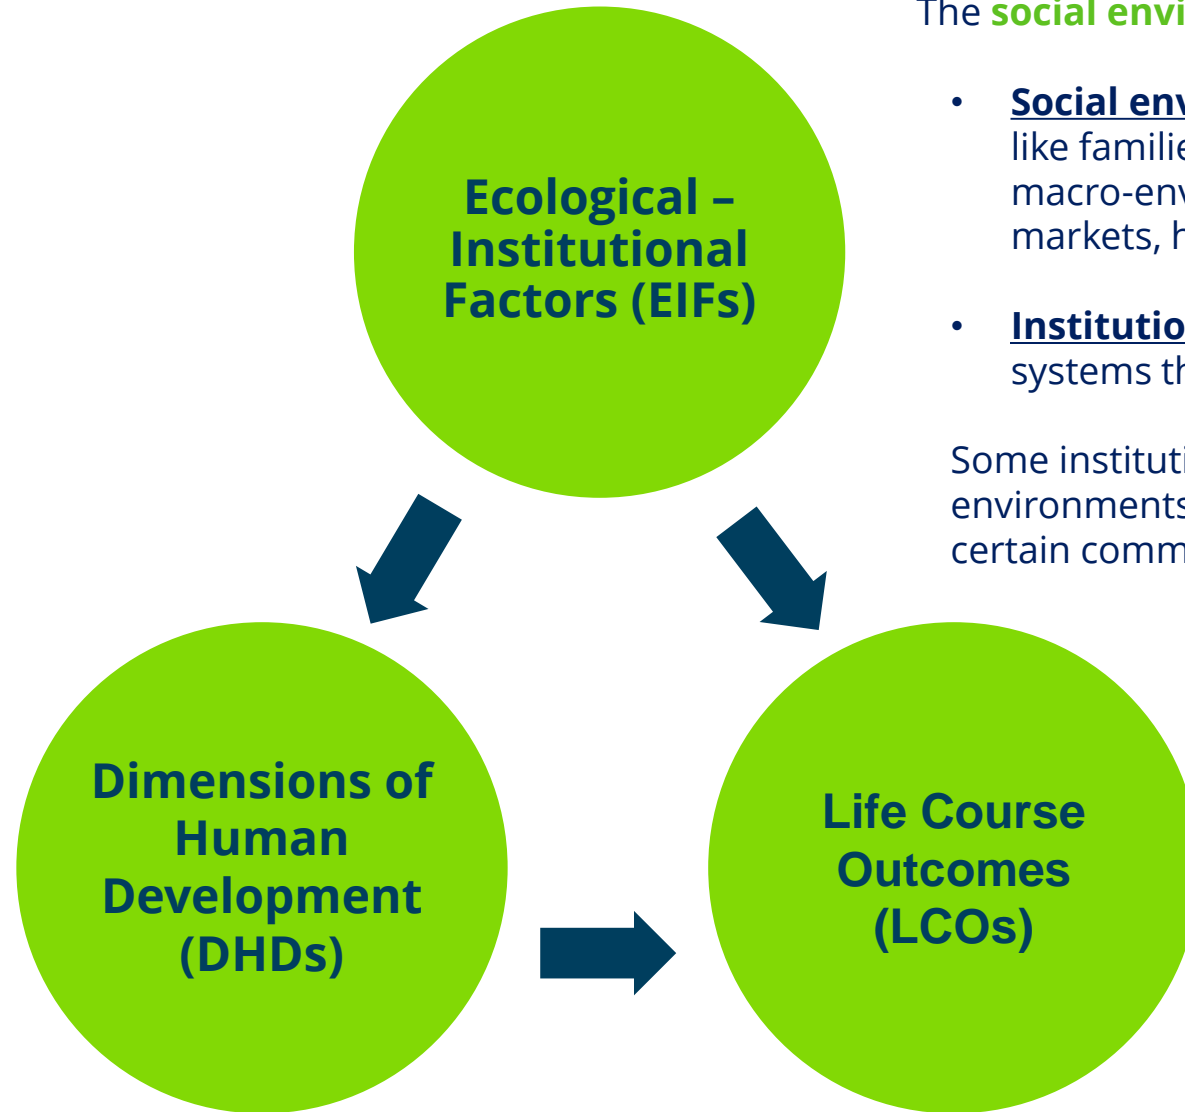 The social envi
• Social env
like familie
macro-env
markets, h
• Institutio
systems th
Some instituti
environments
certain comm
Ecological –
Institutional
Factors (EIFs)
Dimensions of
Human
Development
(DHDs)
Life Course
Outcomes
(LCOs)